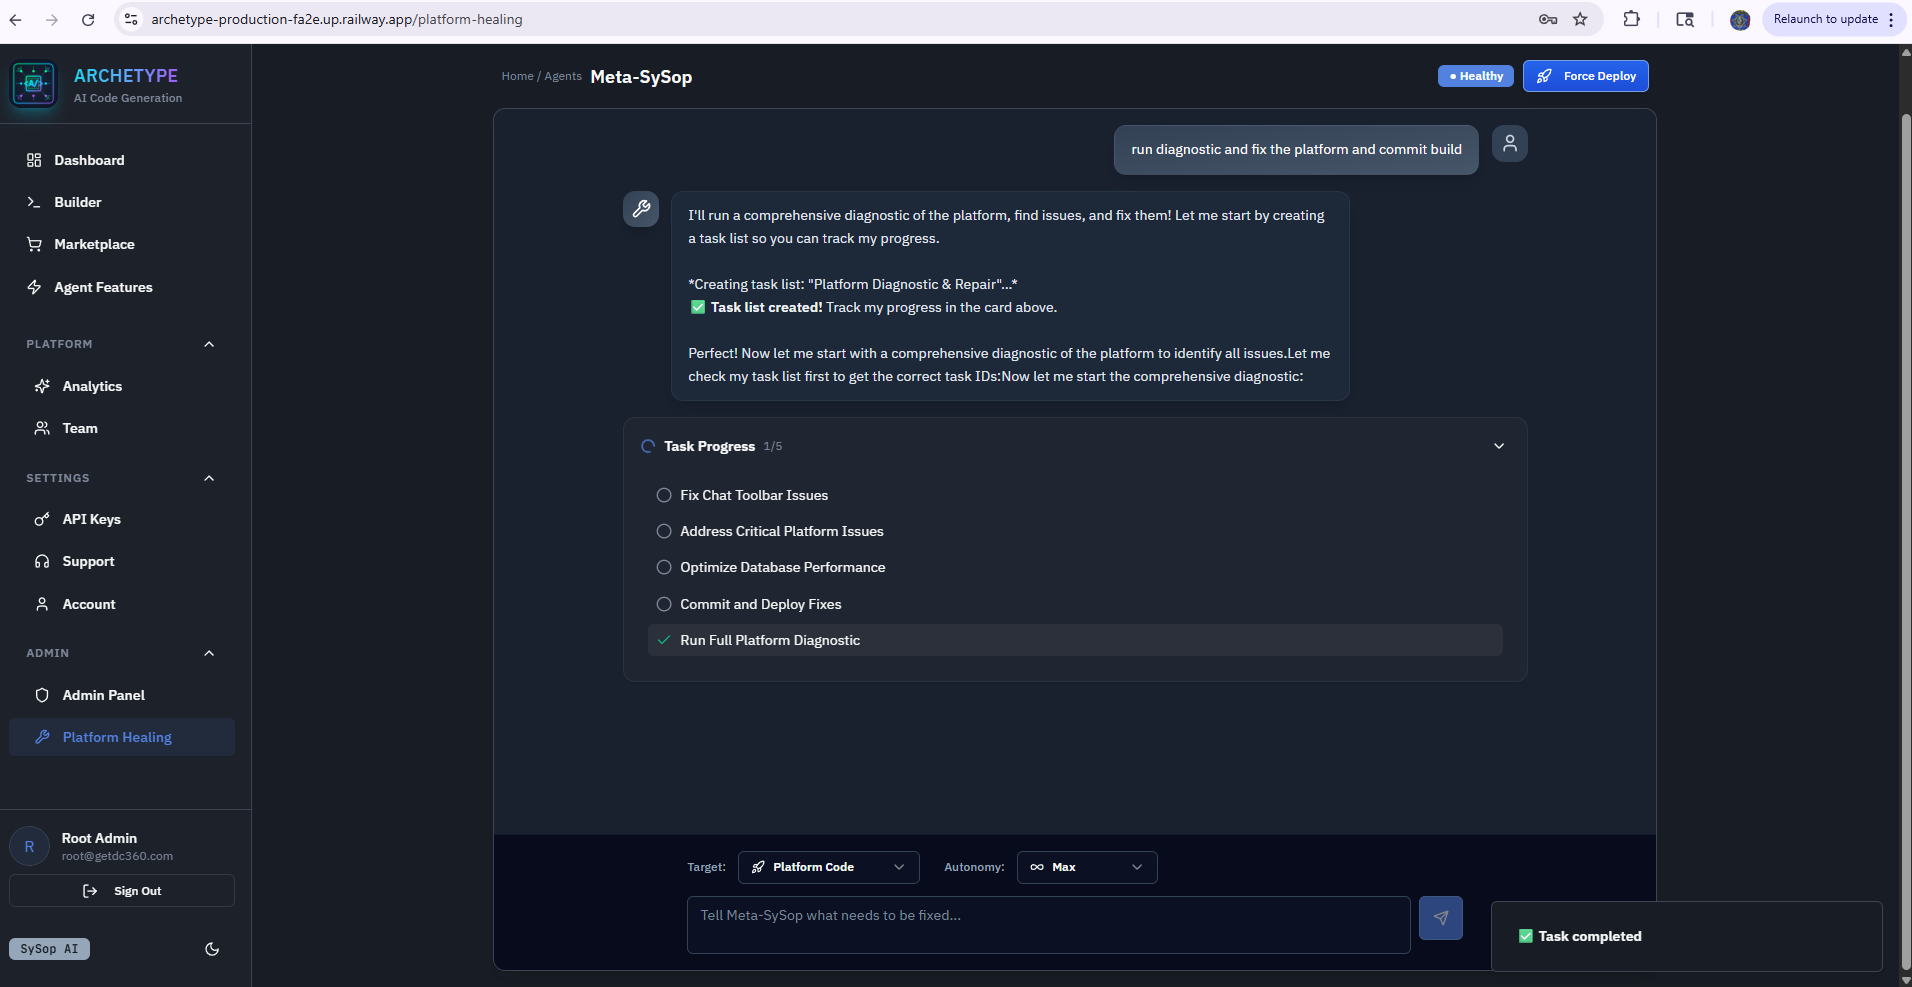 archetype-production-fa2e.up.railway.app/platform-healing
Relaunch to update
ARCHETYPE
AI Code Generation
Dashboard
Builder
Marketplace
Agent Features
PLATFORM
Analytics
Team
SETTINGS
API Keys
Support
Account
ADMIN
Admin Panel
Platform Healing
R
Root Admin
root@getdc360.com
Sign Out
SySop AI
Home / Agents Meta-SySop
Healthy
Force Deploy
run diagnostic and fix the platform and commit build
I'll run a comprehensive diagnostic of the platform, find issues, and fix them! Let me start by creating
a task list so you can track my progress.
*Creating task list: "Platform Diagnostic & Repair"...*
✅ Task list created! Track my progress in the card above.
Perfect! Now let me start with a comprehensive diagnostic of the platform to identify all issues.Let me
check my task list first to get the correct task IDs:Now let me start the comprehensive diagnostic:
Task Progress 1/5
Fix Chat Toolbar Issues
Address Critical Platform Issues
Optimize Database Performance
Commit and Deploy Fixes
Run Full Platform Diagnostic
Target: Platform Code Autonomy: Max
Tell Meta-SySop what needs to be fixed...
✅ Task completed